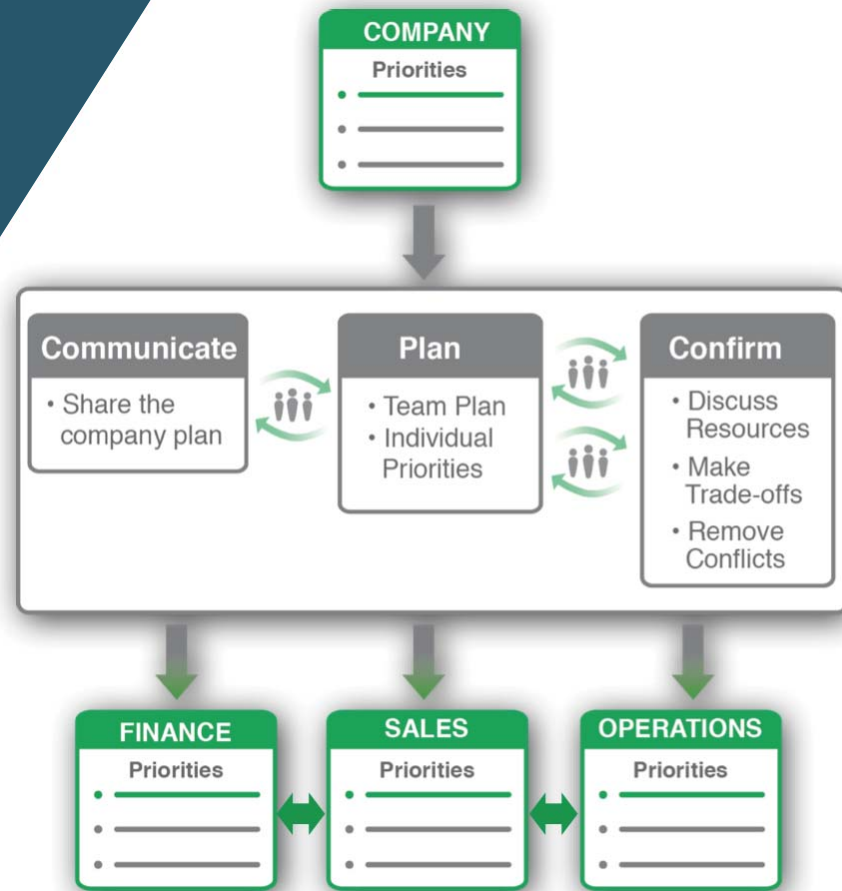 COMPANY
Priorities
Communicate
• Share the
company plan
Plan
• Team Plan
• Individual
Priorities
Confirm
• Discuss
Resources
• Make
Trade-offs
• Remove
Conflicts
FINANCE
Priorities
SALES
Priorities
OPERATIONS
Priorities